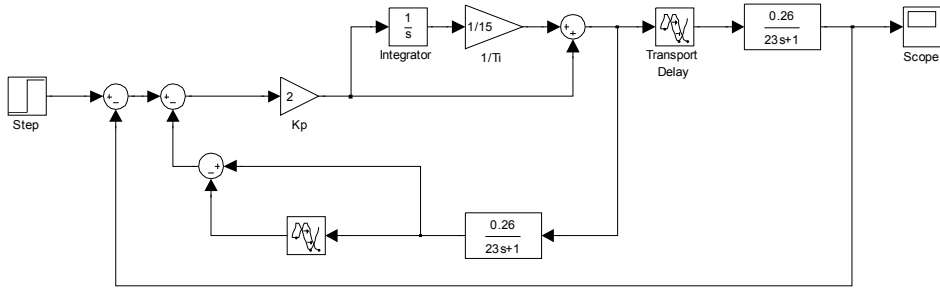 1
s
Integrator
1/15
1/Ti
+
+
Transport
Delay
0.26
23s+1
Scope
Step
+
−
+
−
2
Kp
+
−
0.26
23s+1